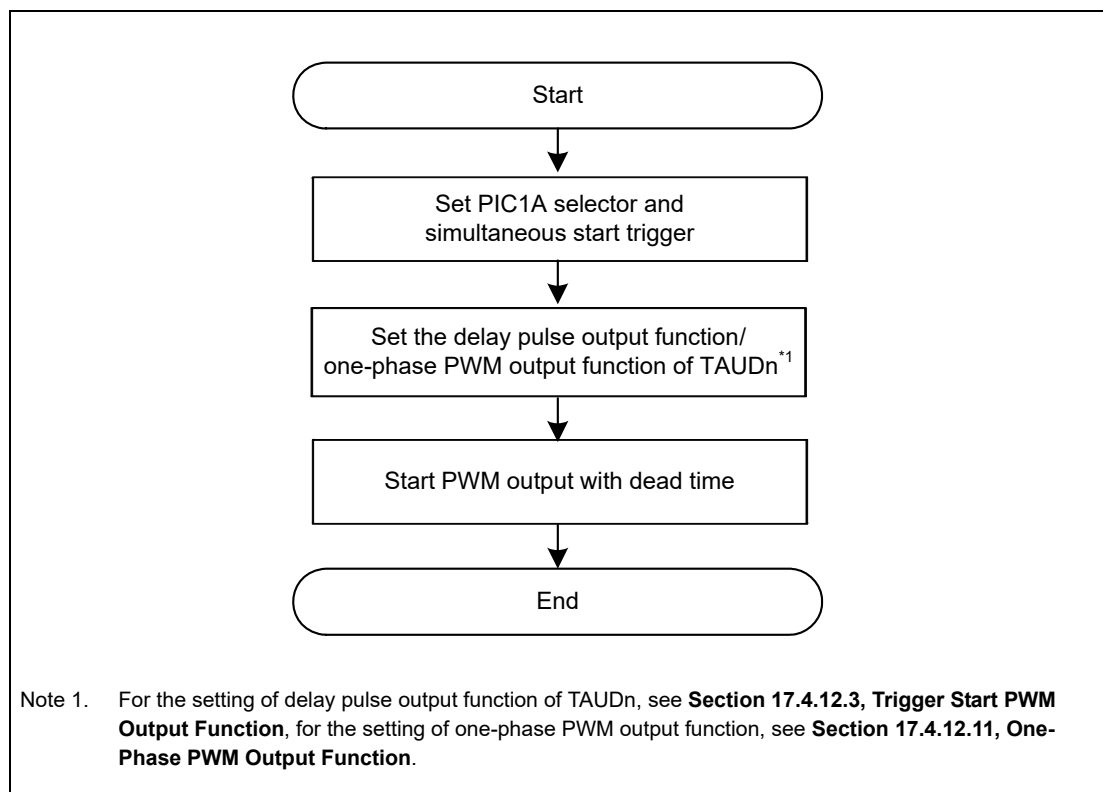 Start
Set PIC1A selector and
simultaneous start trigger
Set the delay pulse output function/
one-phase PWM output function of TAUDn*1
Start PWM output with dead time
End
Note 1. For the setting of delay pulse output function of TAUDn, see Section 17.4.12.3, Trigger Start PWM
Output Function, for the setting of one-phase PWM output function, see Section 17.4.12.11, One-
Phase PWM Output Function.